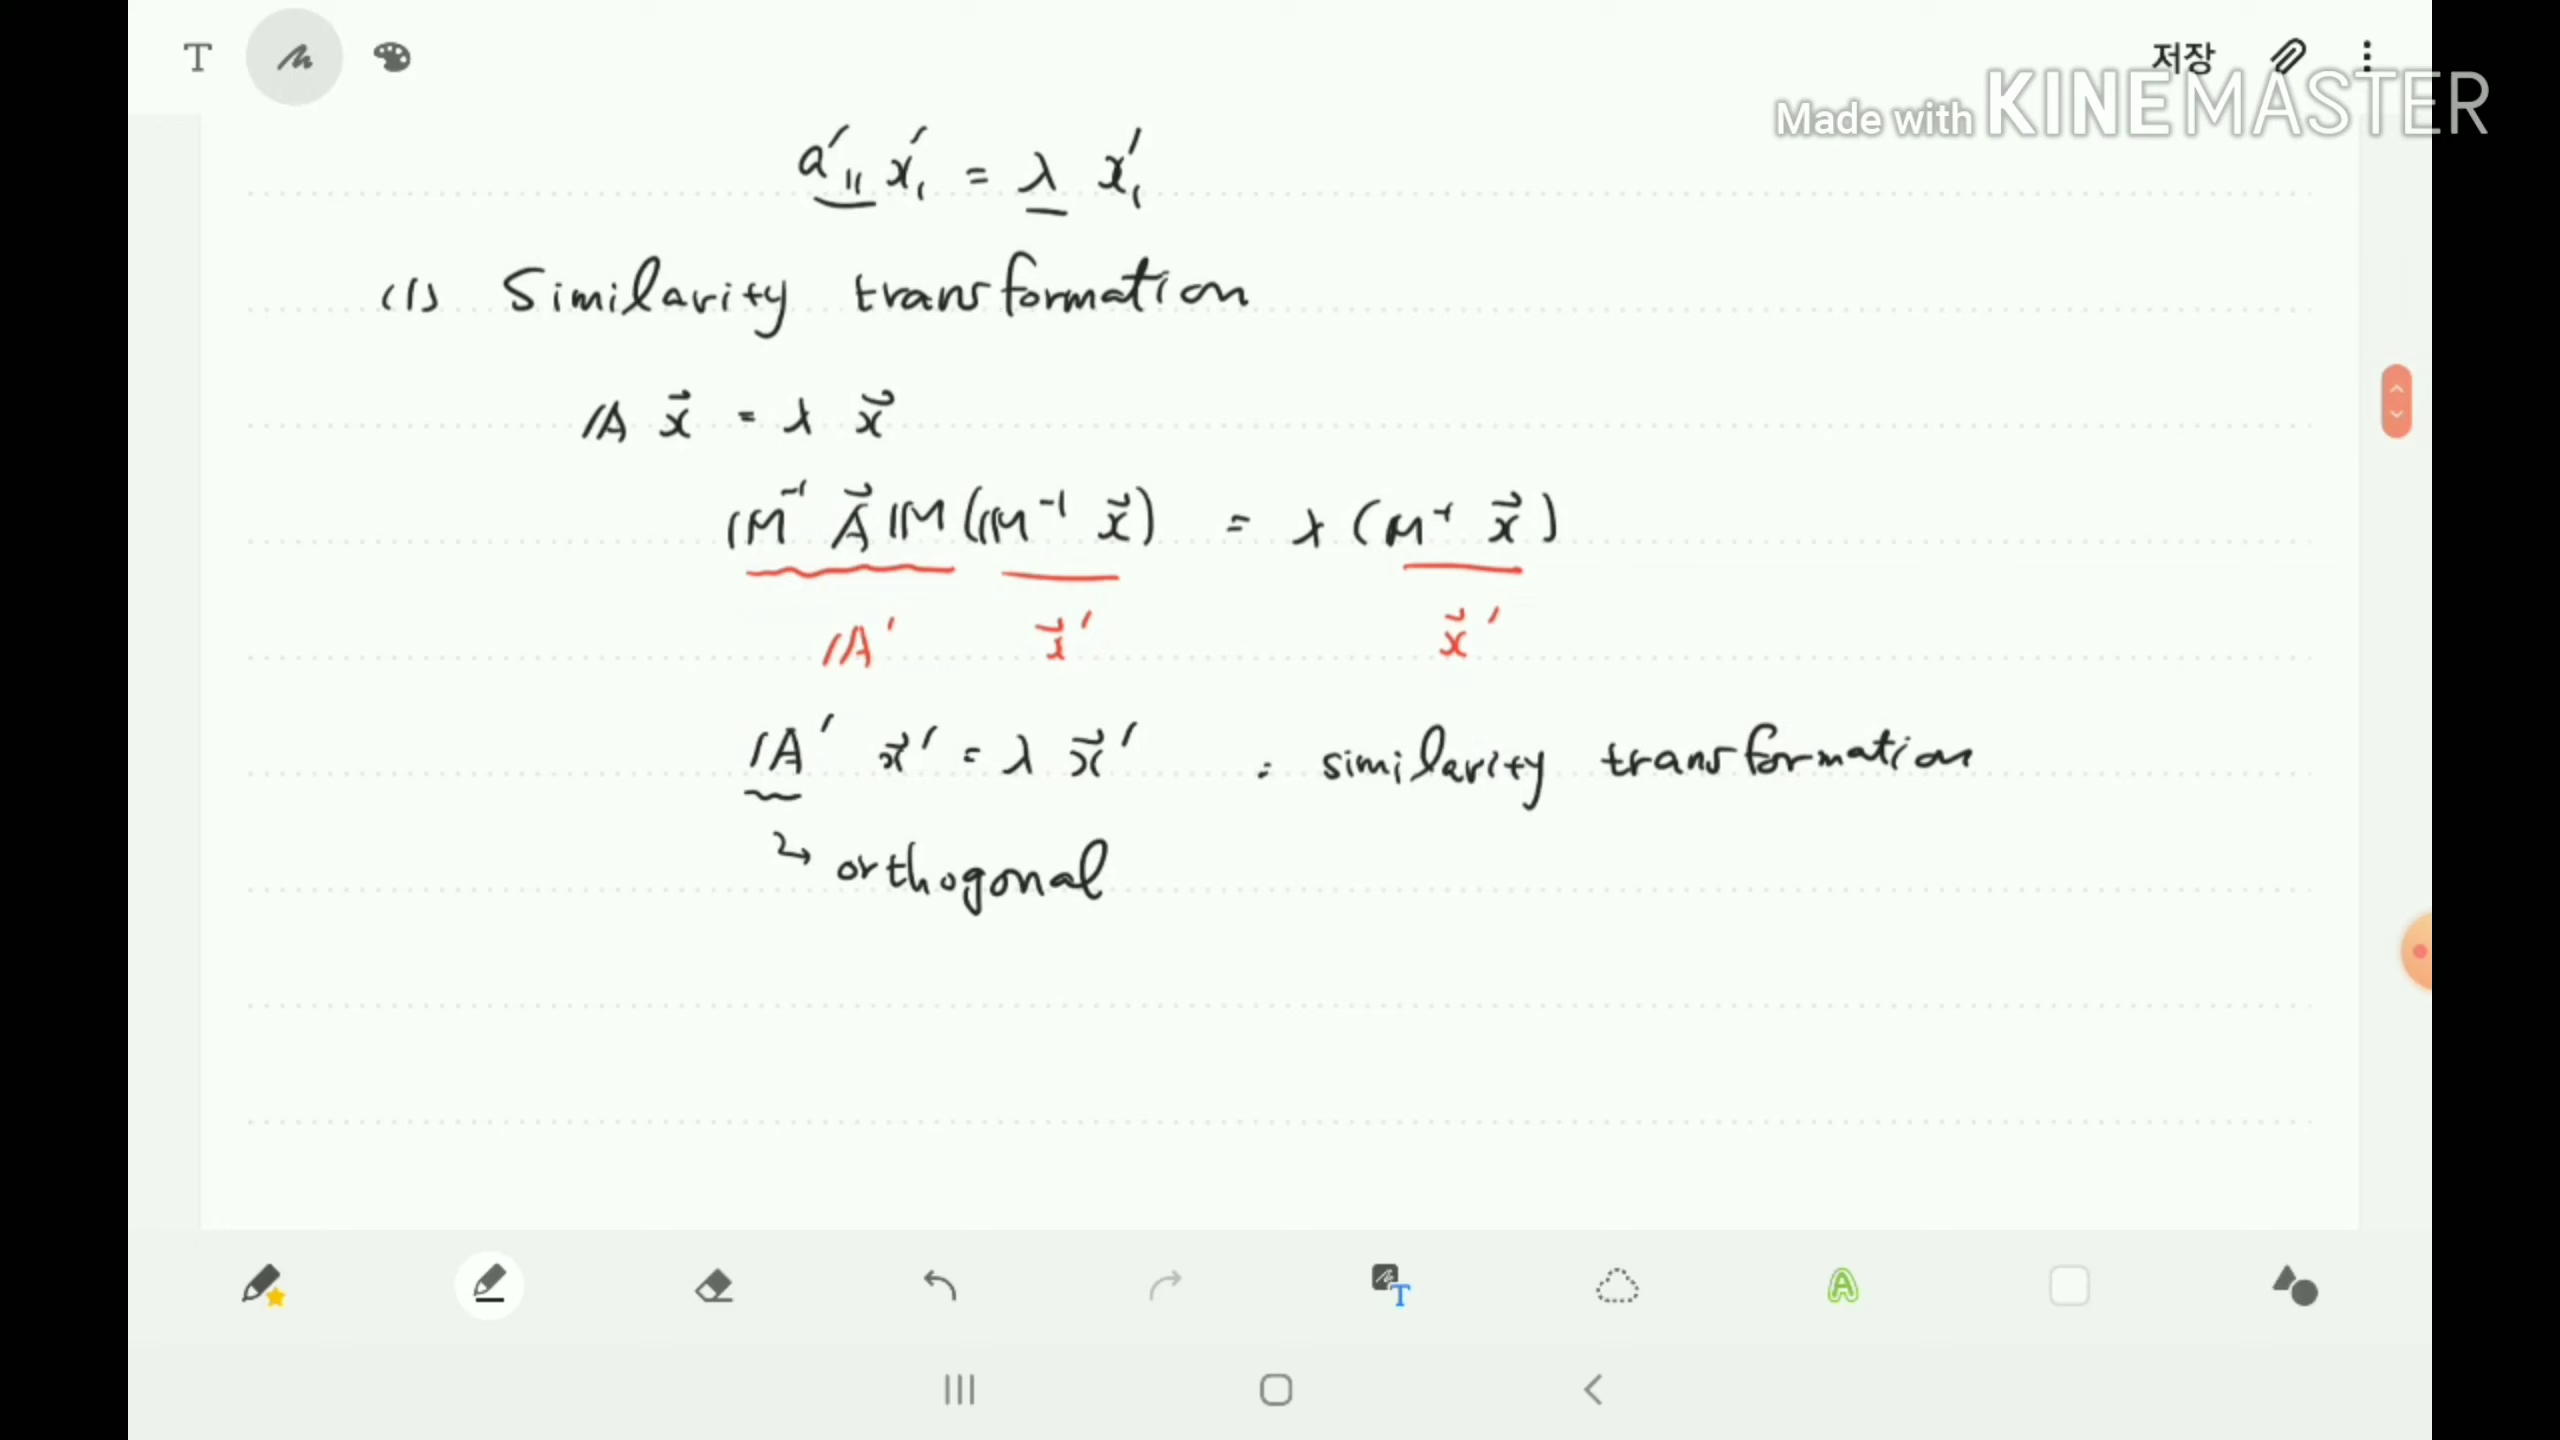 T
저장
Made with KINEMASTER
a′₁₁ x′₁ = λ x′₁
(1) Similarity transformation
A x⃗ = λ x⃗
M⁻¹ A⃗ M (M⁻¹ x⃗) = λ (M⁻¹ x⃗)
A′ x⃗′ x⃗′
A′ x⃗′ = λ x⃗′ = similarity transformation
↳ orthogonal
T A